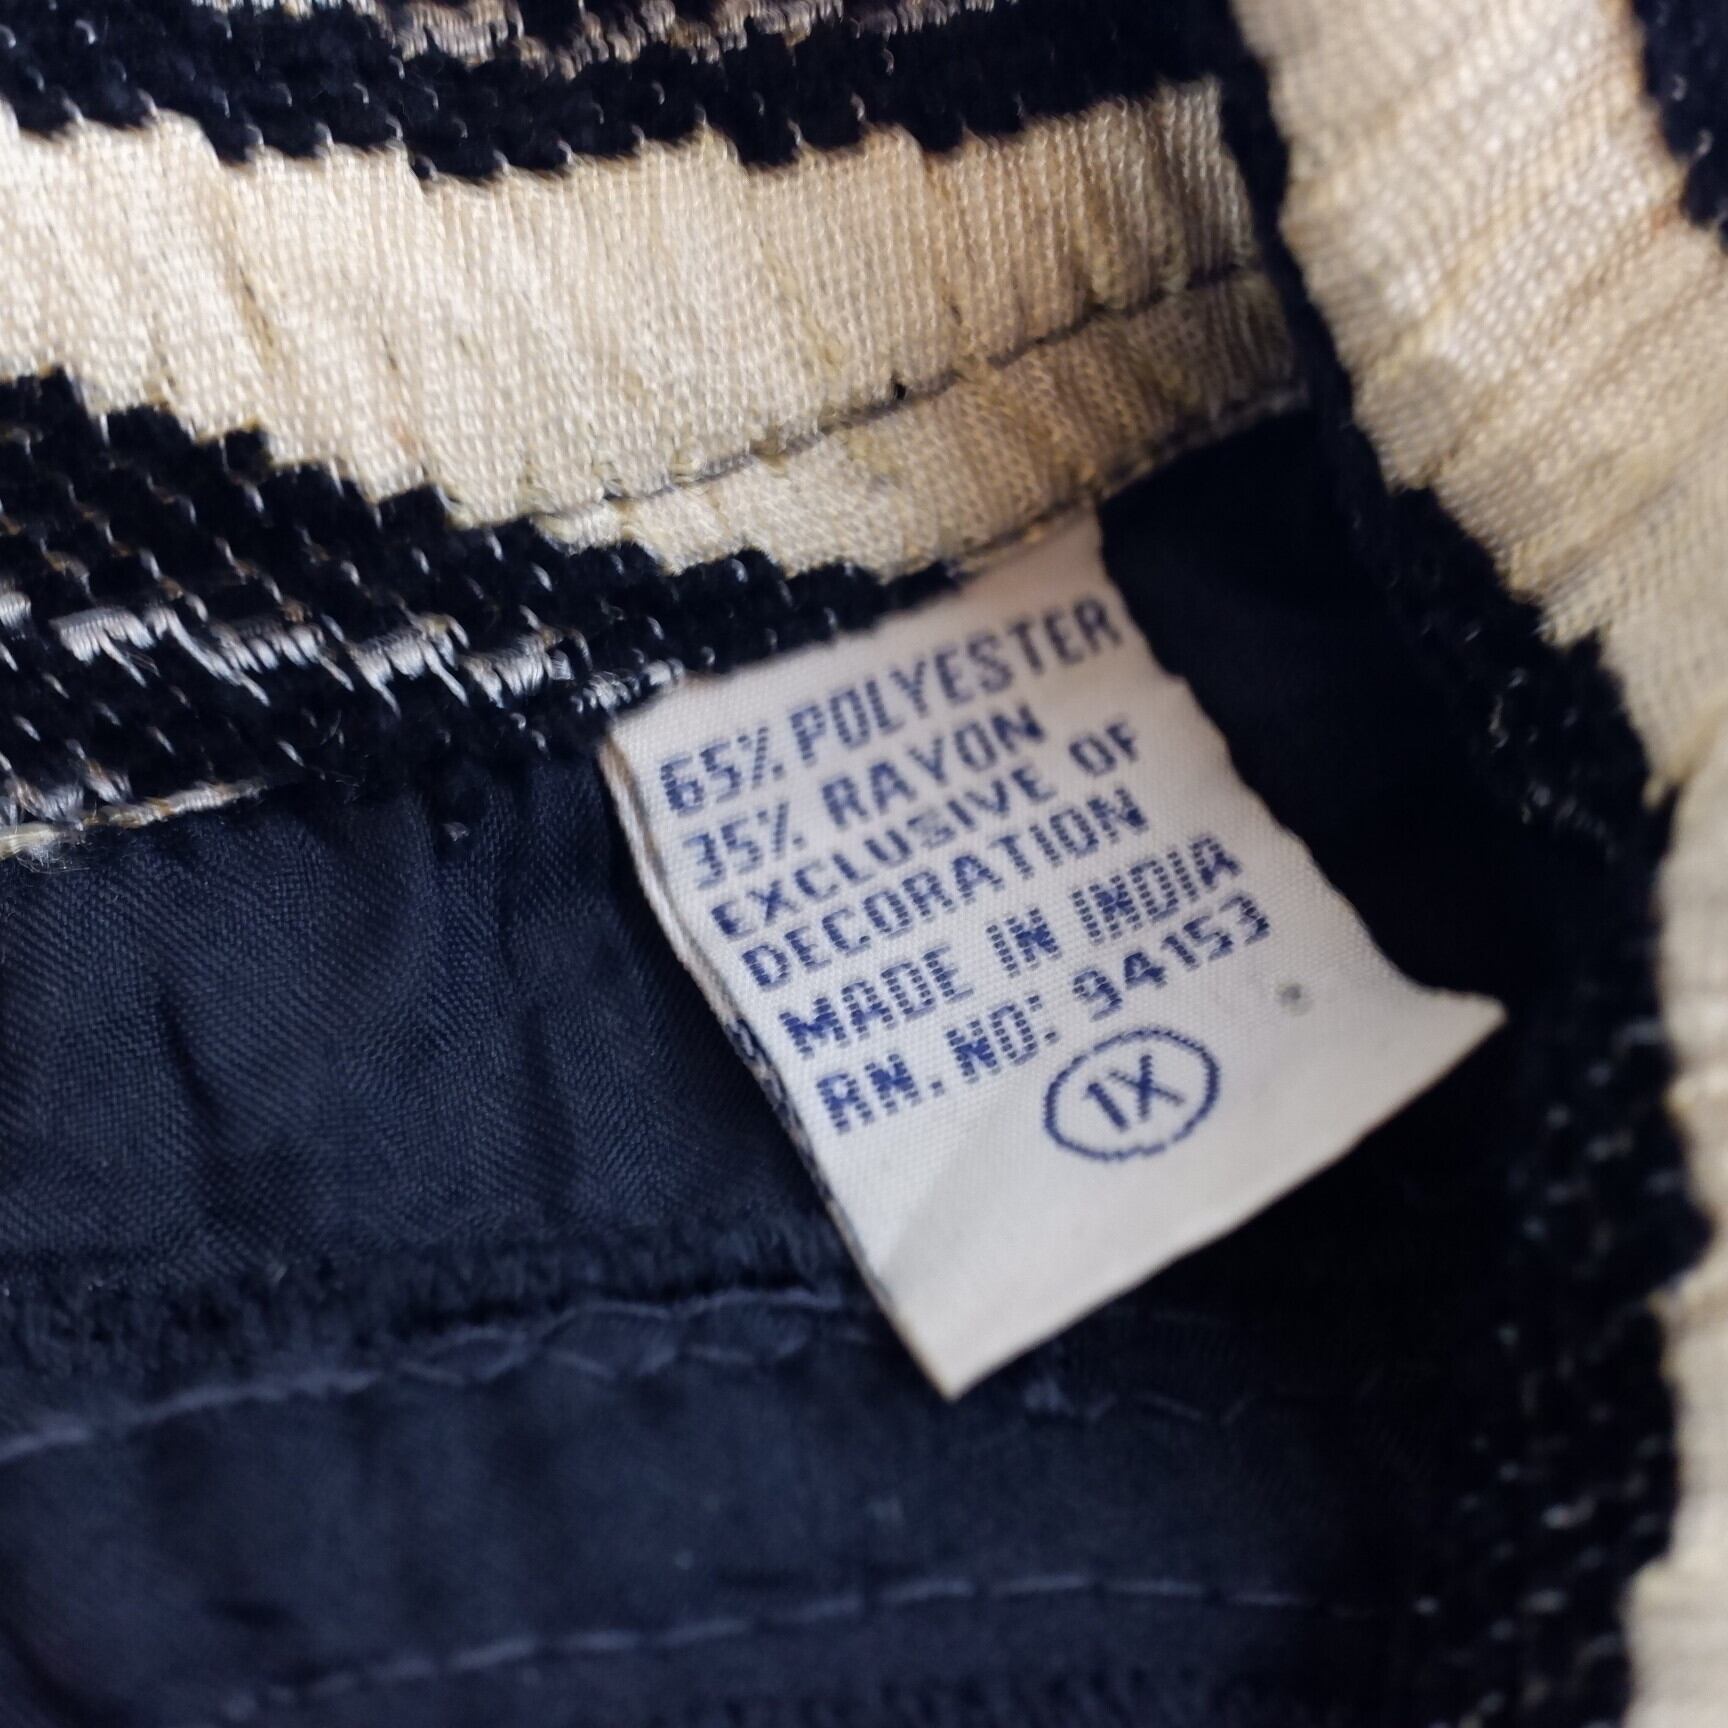 65% POLYESTER
35% RAYON
EXCLUSIVE OF
DECORATION
MADE IN INDIA
RN. NO: 94153
1X